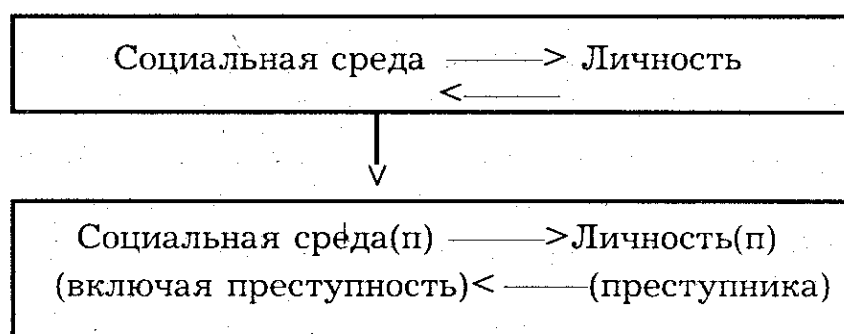 Социальная среда ——> Личность
<——
Социальная среда(п) ——>Личность(п)
(включая преступность)< ——(преступника)